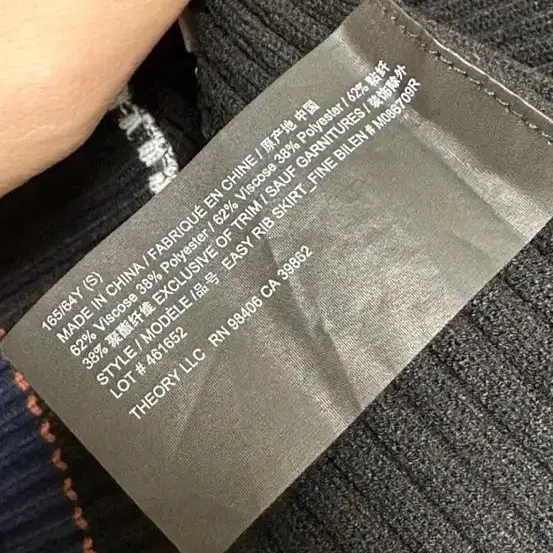 165/64Y (S)
MADE IN CHINA / FABRIQUÉ EN CHINE / 原产地 中国
62% Viscose 38% Polyester / 62% Viscose 38% Polyester / 62% 黏纤
38% 聚酯纤维 EXCLUSIVE OF TRIM / SAUF GARNITURES / 装饰除外
STYLE / MODÈLE /品号 EASY RIB SKIRT_FINE BILEN # M086709R
LOT # 461652
THEORY LLC RN 98406 CA 39852